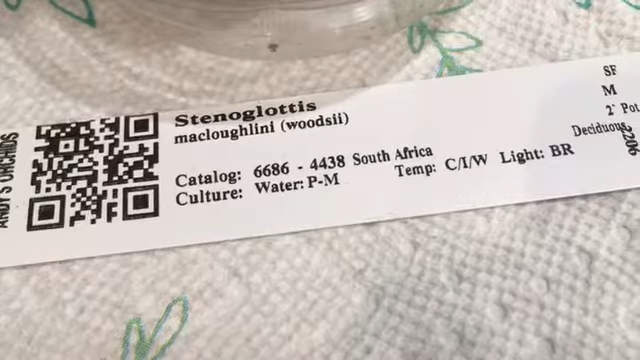 ANDY'S ORCHIDS
Stenoglottis
macloughlini (woodsii)
Catalog: 6686 - 4438 South Africa
Culture: Water: P-M Temp: C/I/W Light: BR
SF
M
2" Pot
Deciduous
2206